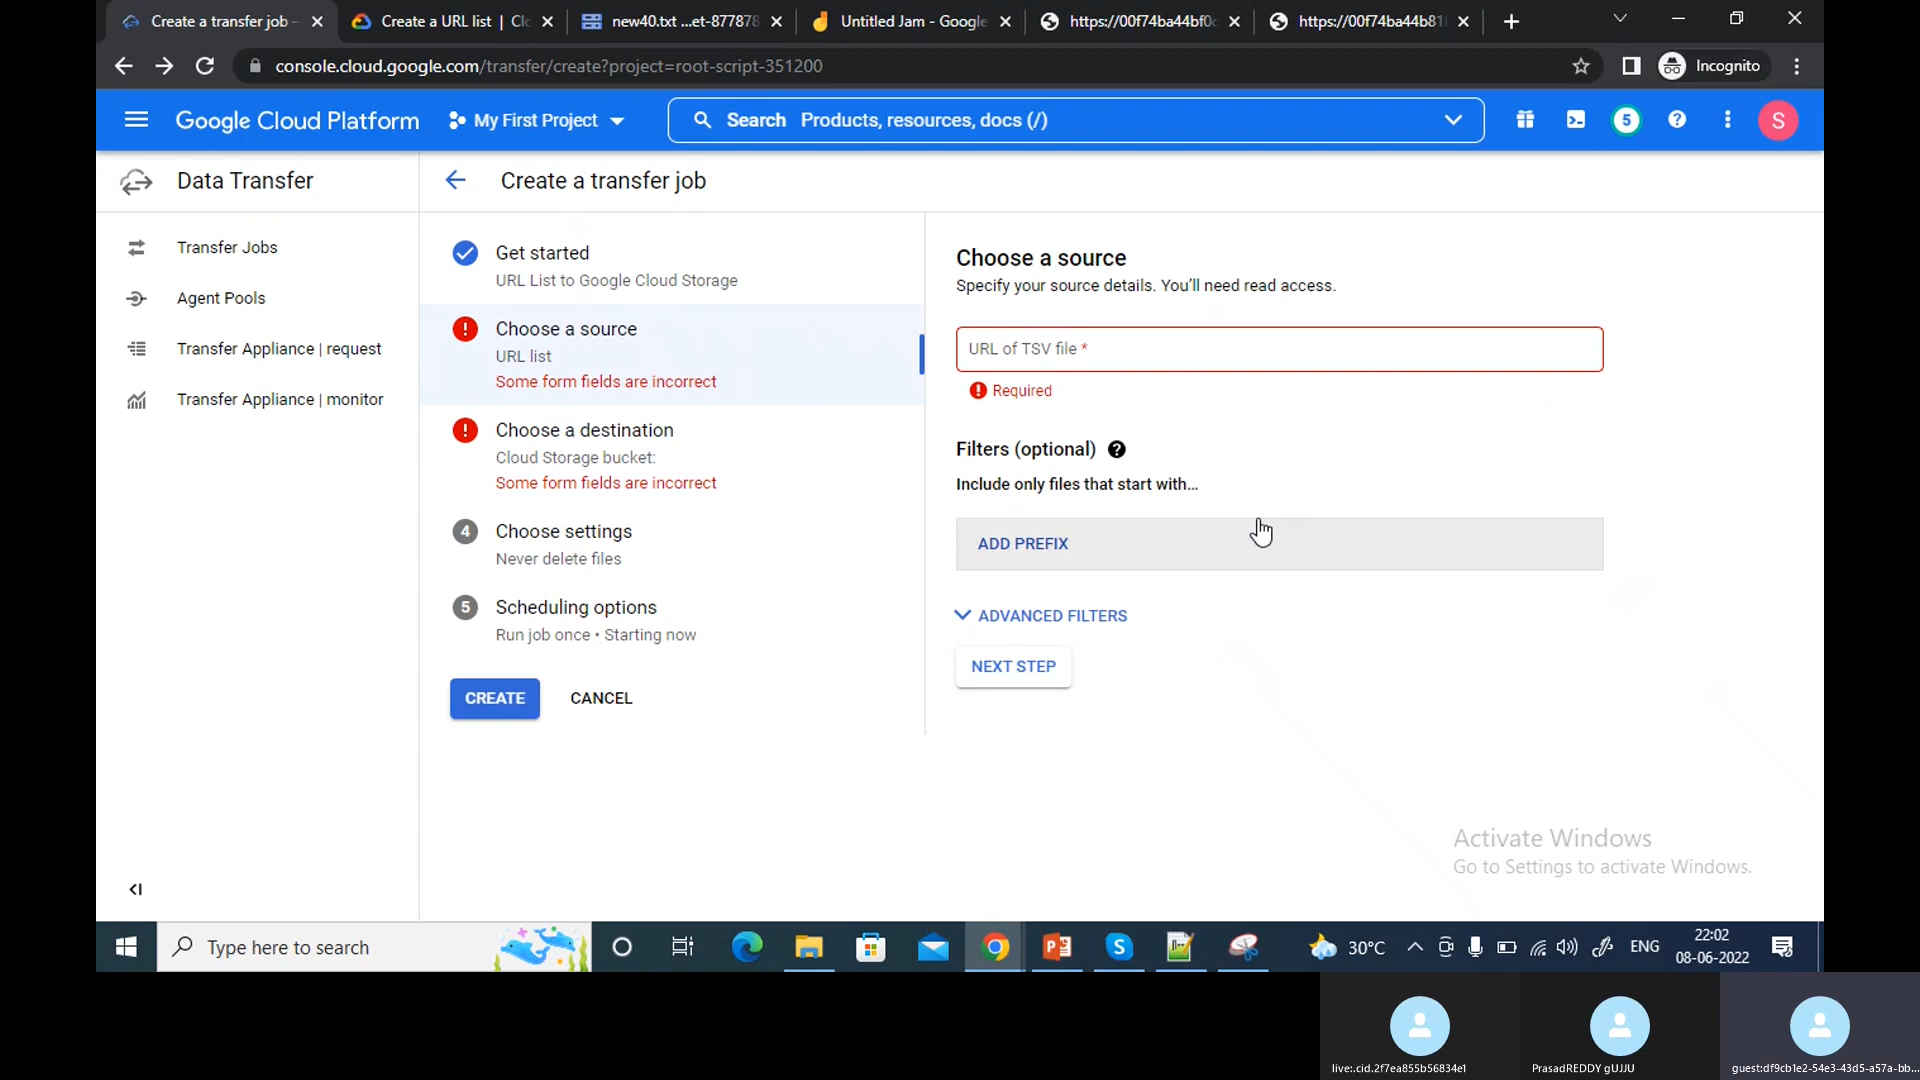 Create a transfer job –
Create a URL list | Clo
new40.txt ...et-877878
Untitled Jam - Google
https://00f74ba44bf0c
https://00f74ba44b81
console.cloud.google.com/transfer/create?project=root-script-351200
Incognito
Google Cloud Platform
My First Project
Search Products, resources, docs (/)
5
S
Data Transfer
Create a transfer job
Transfer Jobs
Agent Pools
Transfer Appliance | request
Transfer Appliance | monitor
Get started
URL List to Google Cloud Storage
Choose a source
URL list
Some form fields are incorrect
Choose a destination
Cloud Storage bucket:
Some form fields are incorrect
4 Choose settings
Never delete files
5 Scheduling options
Run job once • Starting now
CREATE CANCEL
Choose a source
Specify your source details. You’ll need read access.
URL of TSV file *
Required
Filters (optional)
Include only files that start with…
ADD PREFIX
ADVANCED FILTERS
NEXT STEP
Activate Windows
Go to Settings to activate Windows.
Type here to search
30°C
ENG
22:02
08-06-2022
live:.cid.2f7ea855b56834e1
PrasadREDDY gUJJU
guest:df9cb1e2-54e3-43d5-a57a-bb...